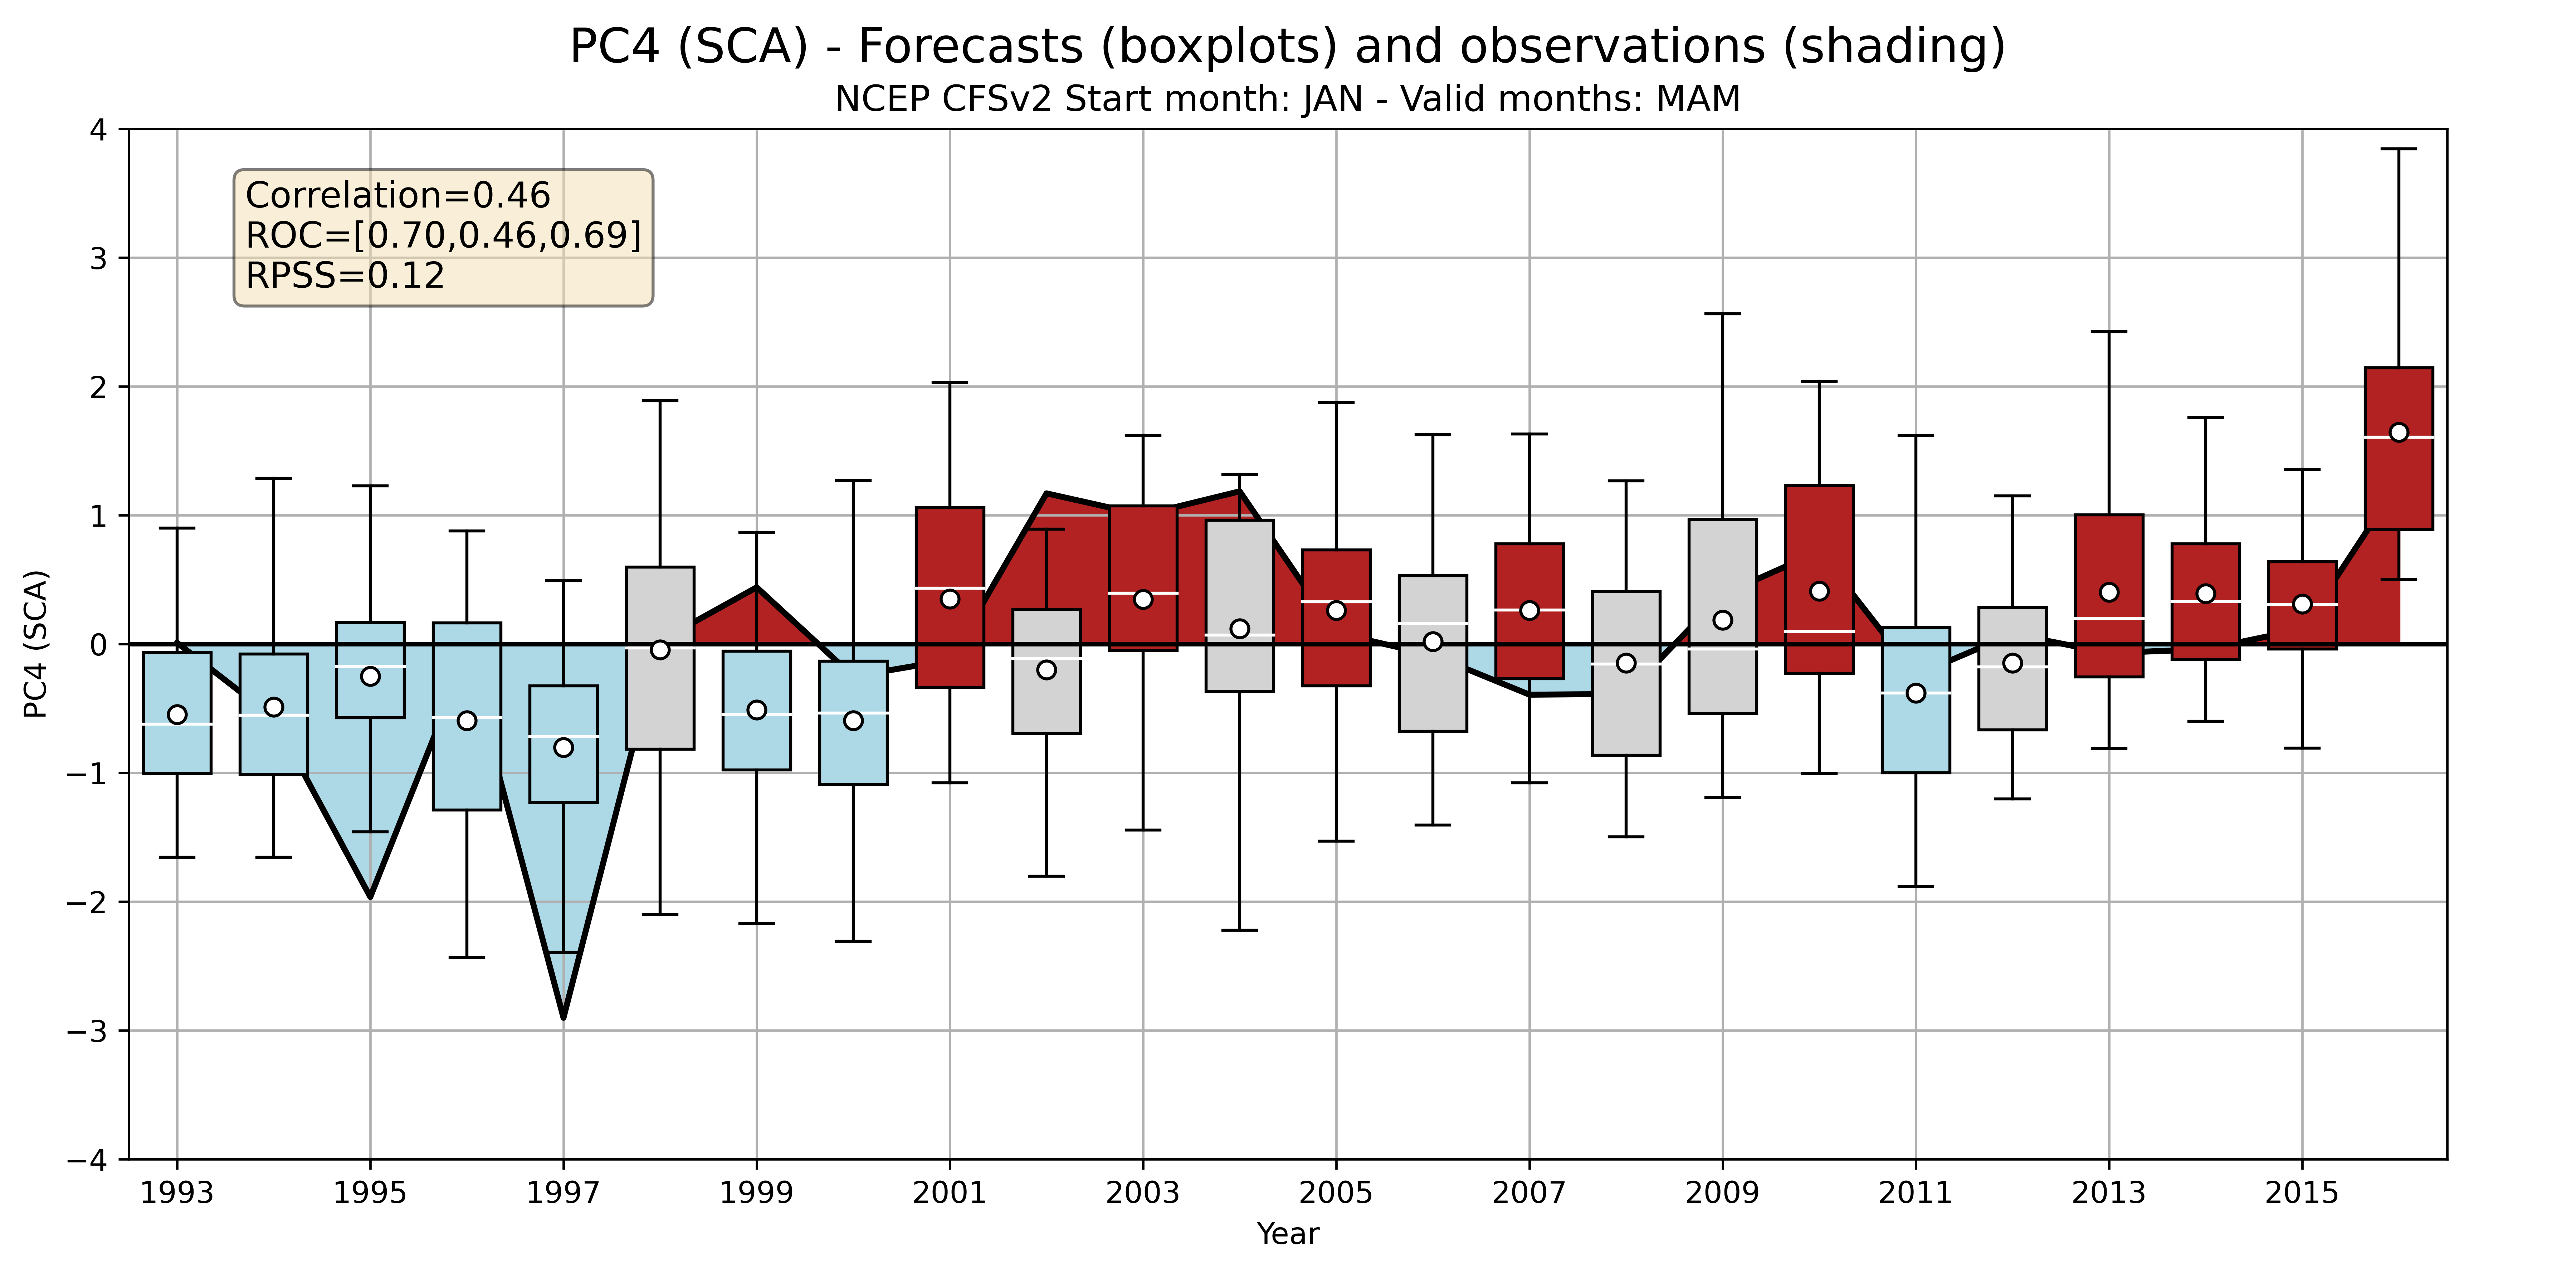 PC4 (SCA) - Forecasts (boxplots) and observations (shading)
NCEP CFSv2 Start month: JAN - Valid months: MAM
Correlation=0.46
ROC=[0.70,0.46,0.69]
RPSS=0.12
PC4 (SCA)
4
3
2
1
0
−1
−2
−3
−4
1993 1995 1997 1999 2001 2003 2005 2007 2009 2011 2013 2015
Year